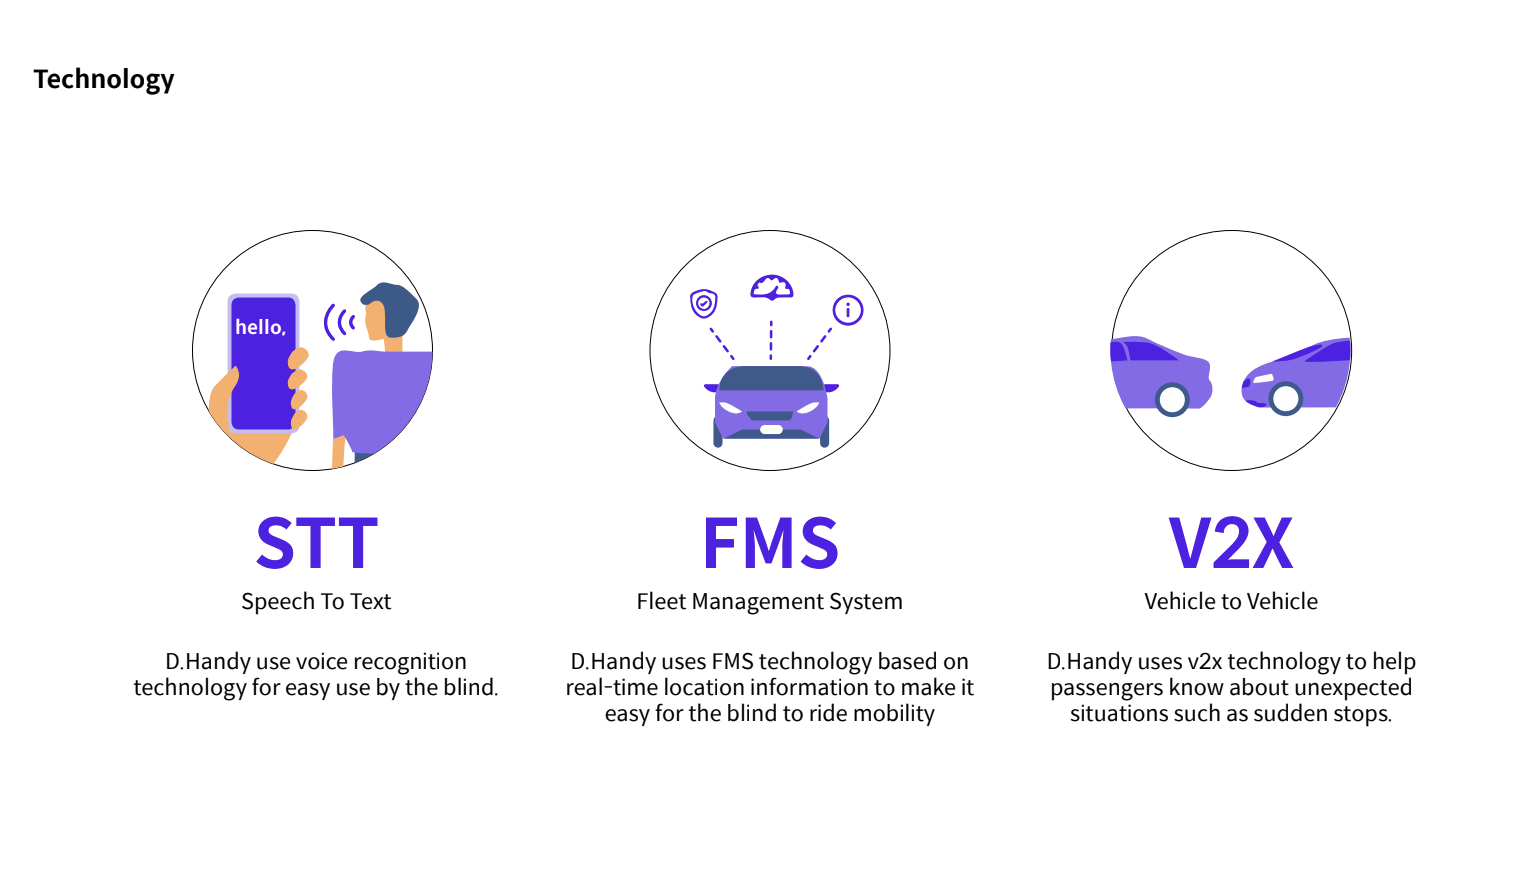 Technology
hello,
STT
Speech To Text
D.Handy use voice recognition
technology for easy use by the blind.
FMS
Fleet Management System
D.Handy uses FMS technology based on
real-time location information to make it
easy for the blind to ride mobility
V2X
Vehicle to Vehicle
D.Handy uses v2x technology to help
passengers know about unexpected
situations such as sudden stops.